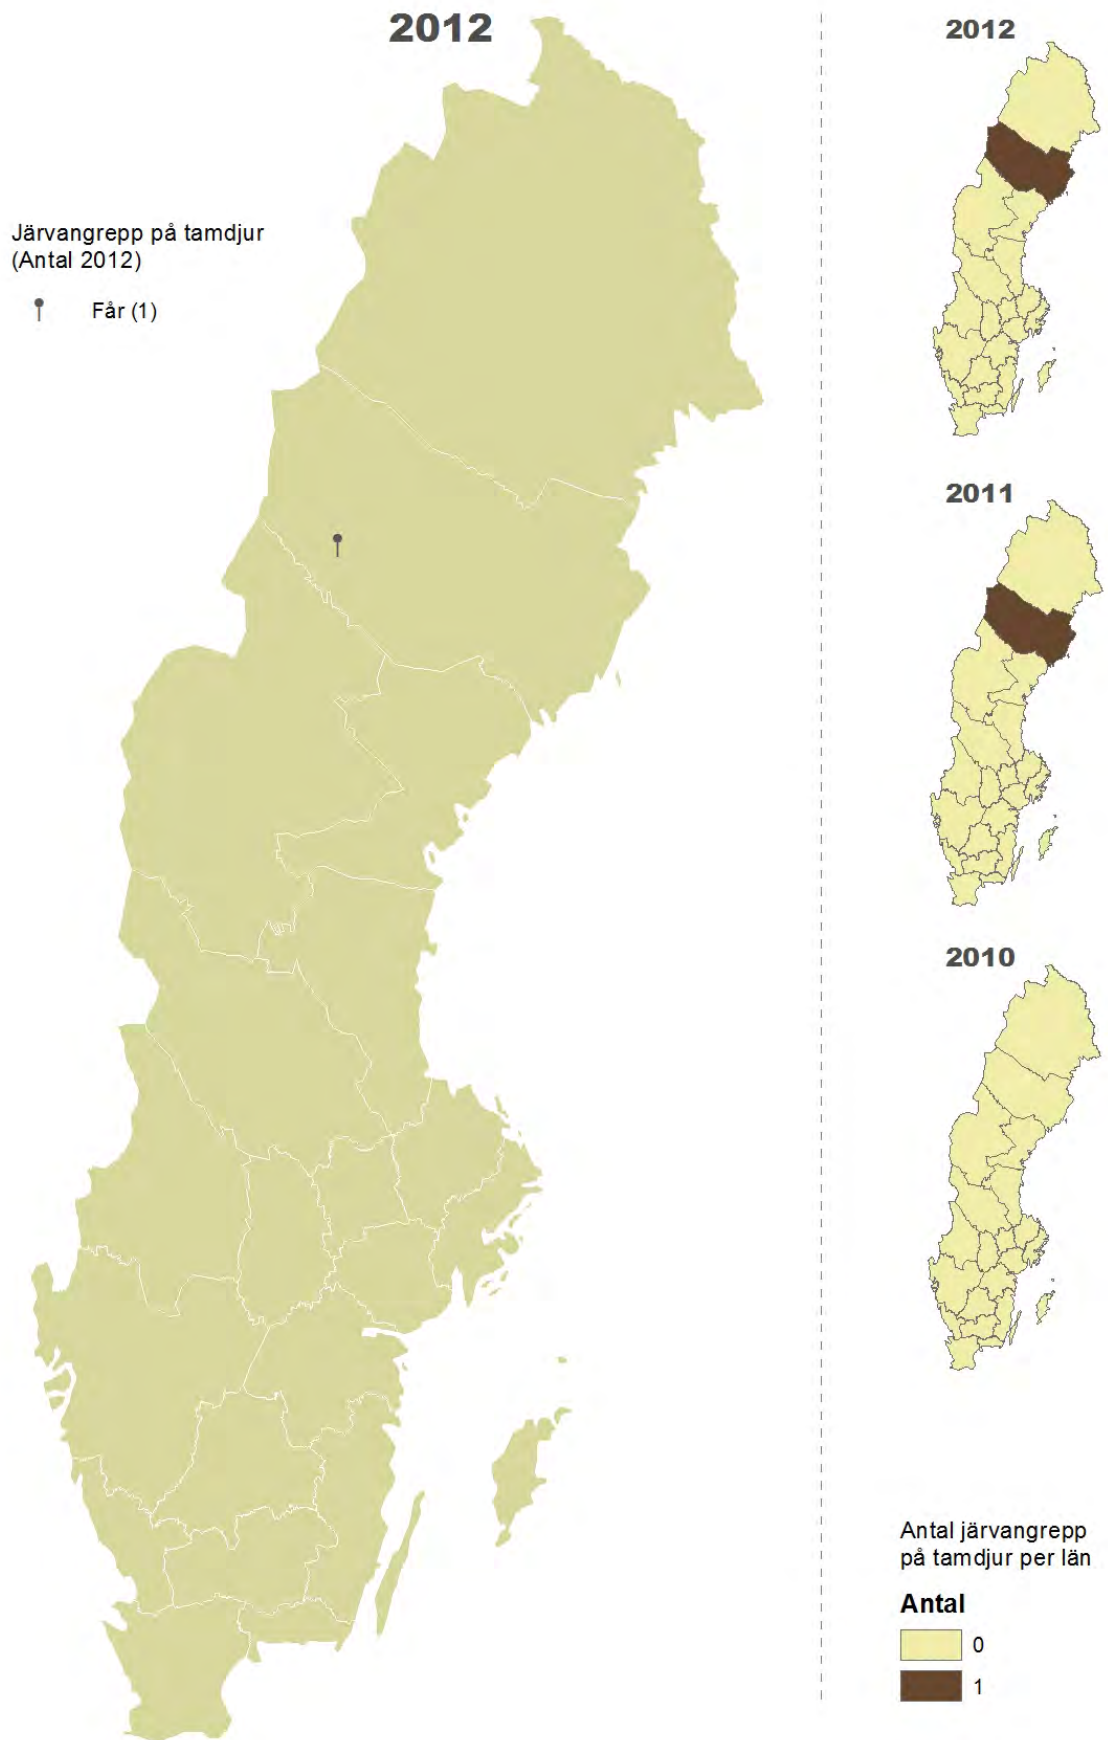 2012
Järvangrepp på tamdjur
(Antal 2012)
Får (1)
2012
2011
2010
Antal järvangrepp
på tamdjur per län
Antal
0
1